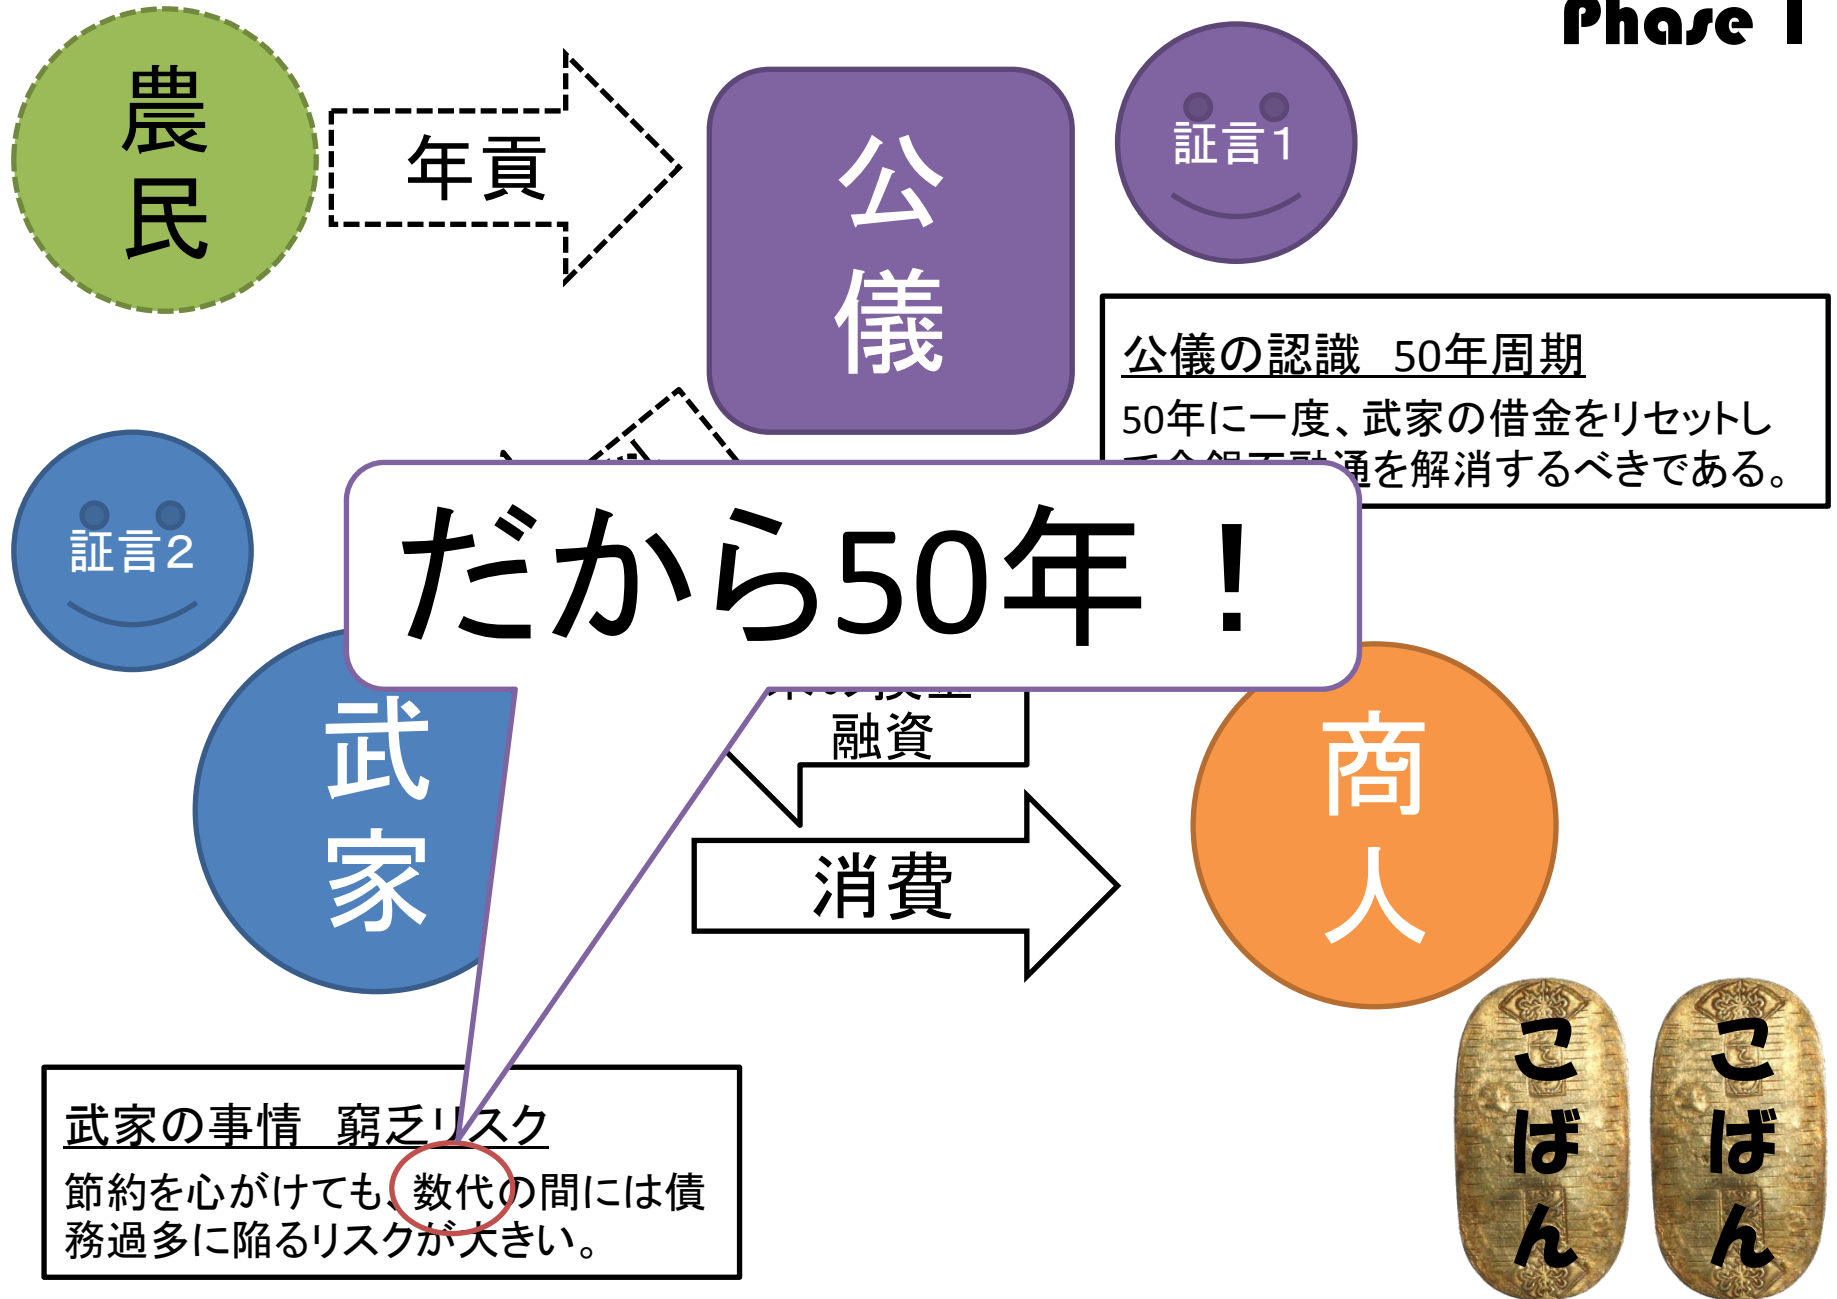 Phase 1
農民
年貢
公儀
証言1
公儀の認識　50年周期
50年に一度、武家の借金をリセットし
を解消するべきである。
証言2
だから50年！
融資
武家
商人
消費
武家の事情　窮乏リスク
節約を心がけても、数代の間には債
務過多に陥るリスクが大きい。
こばん
こばん